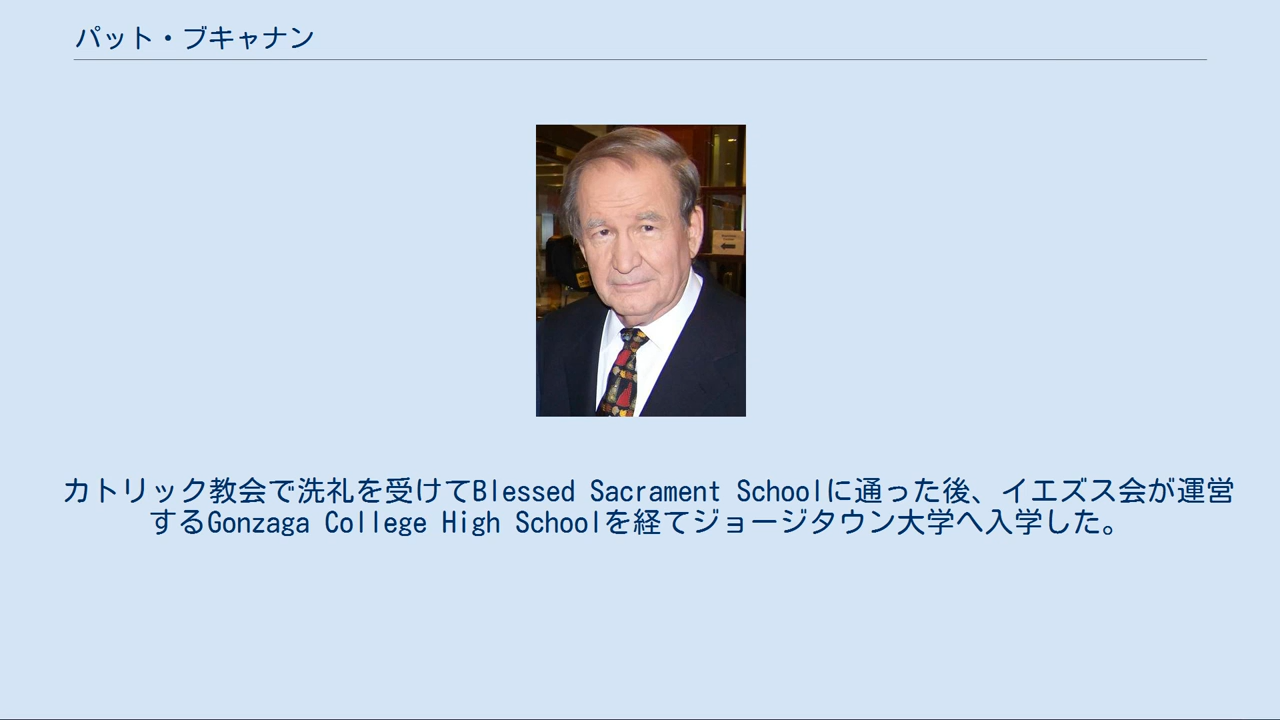 パット・ブキャナン
カトリック教会で洗礼を受けてBlessed Sacrament Schoolに通った後、イエズス会が運営
するGonzaga College High Schoolを経てジョージタウン大学へ入学した。